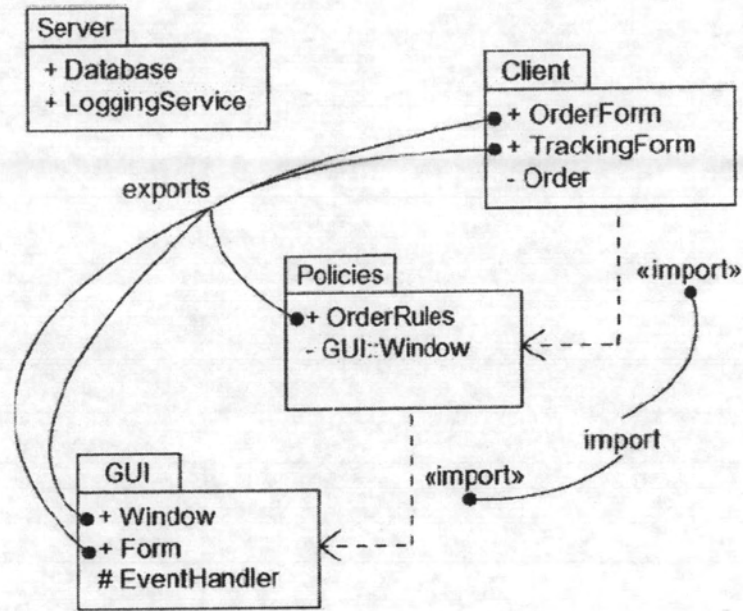 Server
+ Database
+ LoggingService
Client
+ OrderForm
+ TrackingForm
- Order
exports
Policies
+ OrderRules
- GUI::Window
«import»
import
«import»
GUI
+ Window
+ Form
# EventHandler